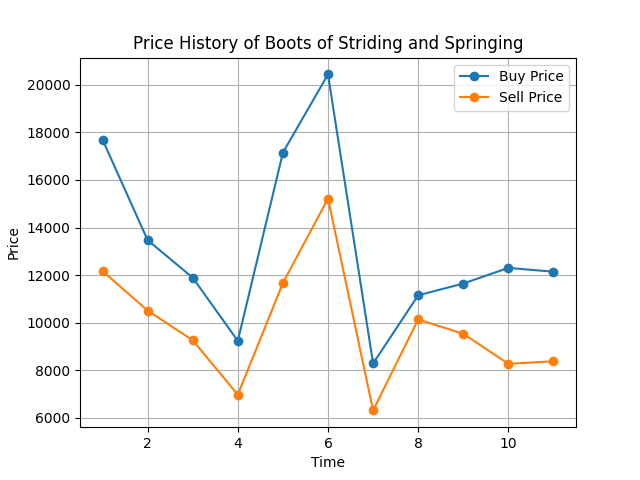 Price History of Boots of Striding and Springing
Buy Price
Sell Price
20000
18000
16000
14000
12000
10000
8000
6000
Price
2 4 6 8 10
Time